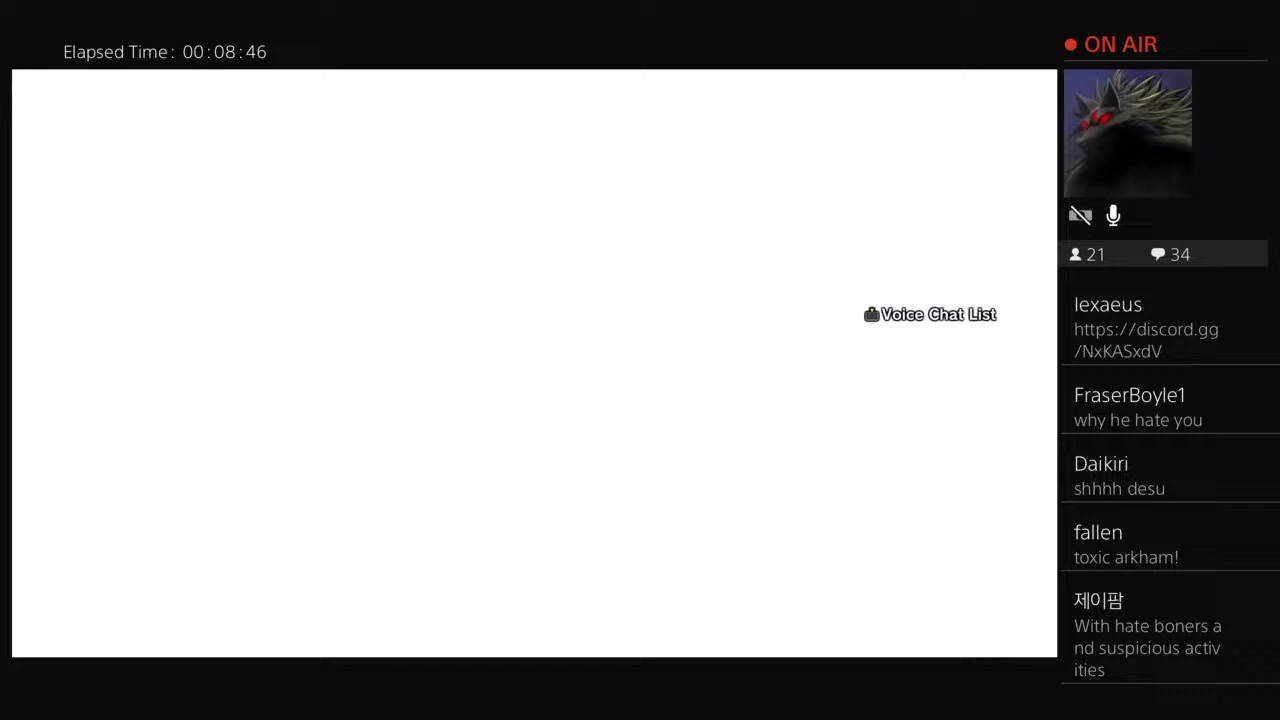 Elapsed Time: 00:08:46
ON AIR
21 34
Voice Chat List
lexaeus
https://discord.gg
/NxKASxdV
FraserBoyle1
why he hate you
Daikiri
shhhh desu
fallen
toxic arkham!
제이팜
With hate boners a
nd suspicious activ
ities